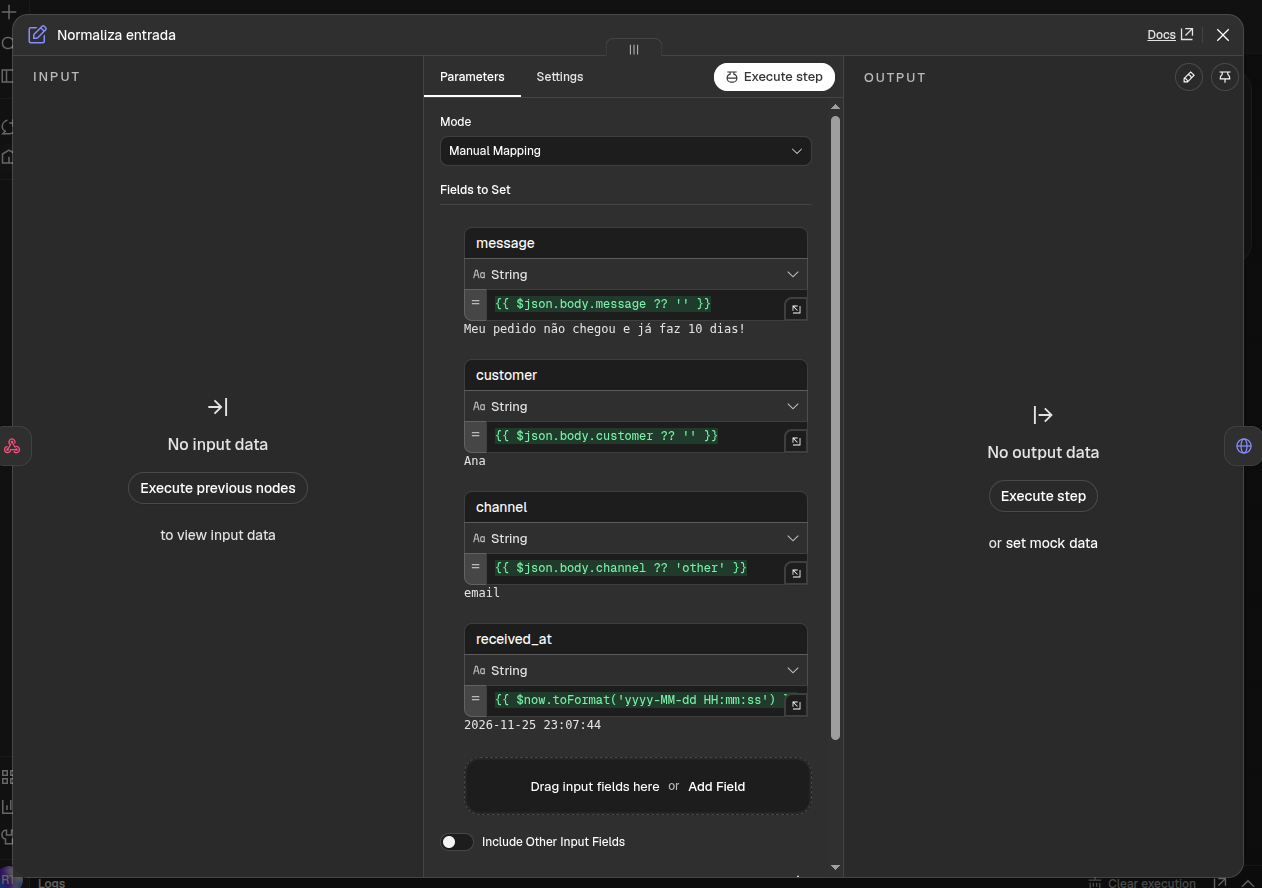 Normaliza entrada
Docs
INPUT
Parameters
Settings
Execute step
OUTPUT
Mode
Manual Mapping
Fields to Set
message
Aa String
= {{ $json.body.message ?? '' }}
Meu pedido não chegou e já faz 10 dias!
customer
Aa String
= {{ $json.body.customer ?? '' }}
Ana
channel
Aa String
= {{ $json.body.channel ?? 'other' }}
email
received_at
Aa String
= {{ $now.toFormat('yyyy-MM-dd HH:mm:ss')
2026-11-25 23:07:44
Drag input fields here or Add Field
Include Other Input Fields
No input data
Execute previous nodes
to view input data
No output data
Execute step
or set mock data
Logs
Clear execution